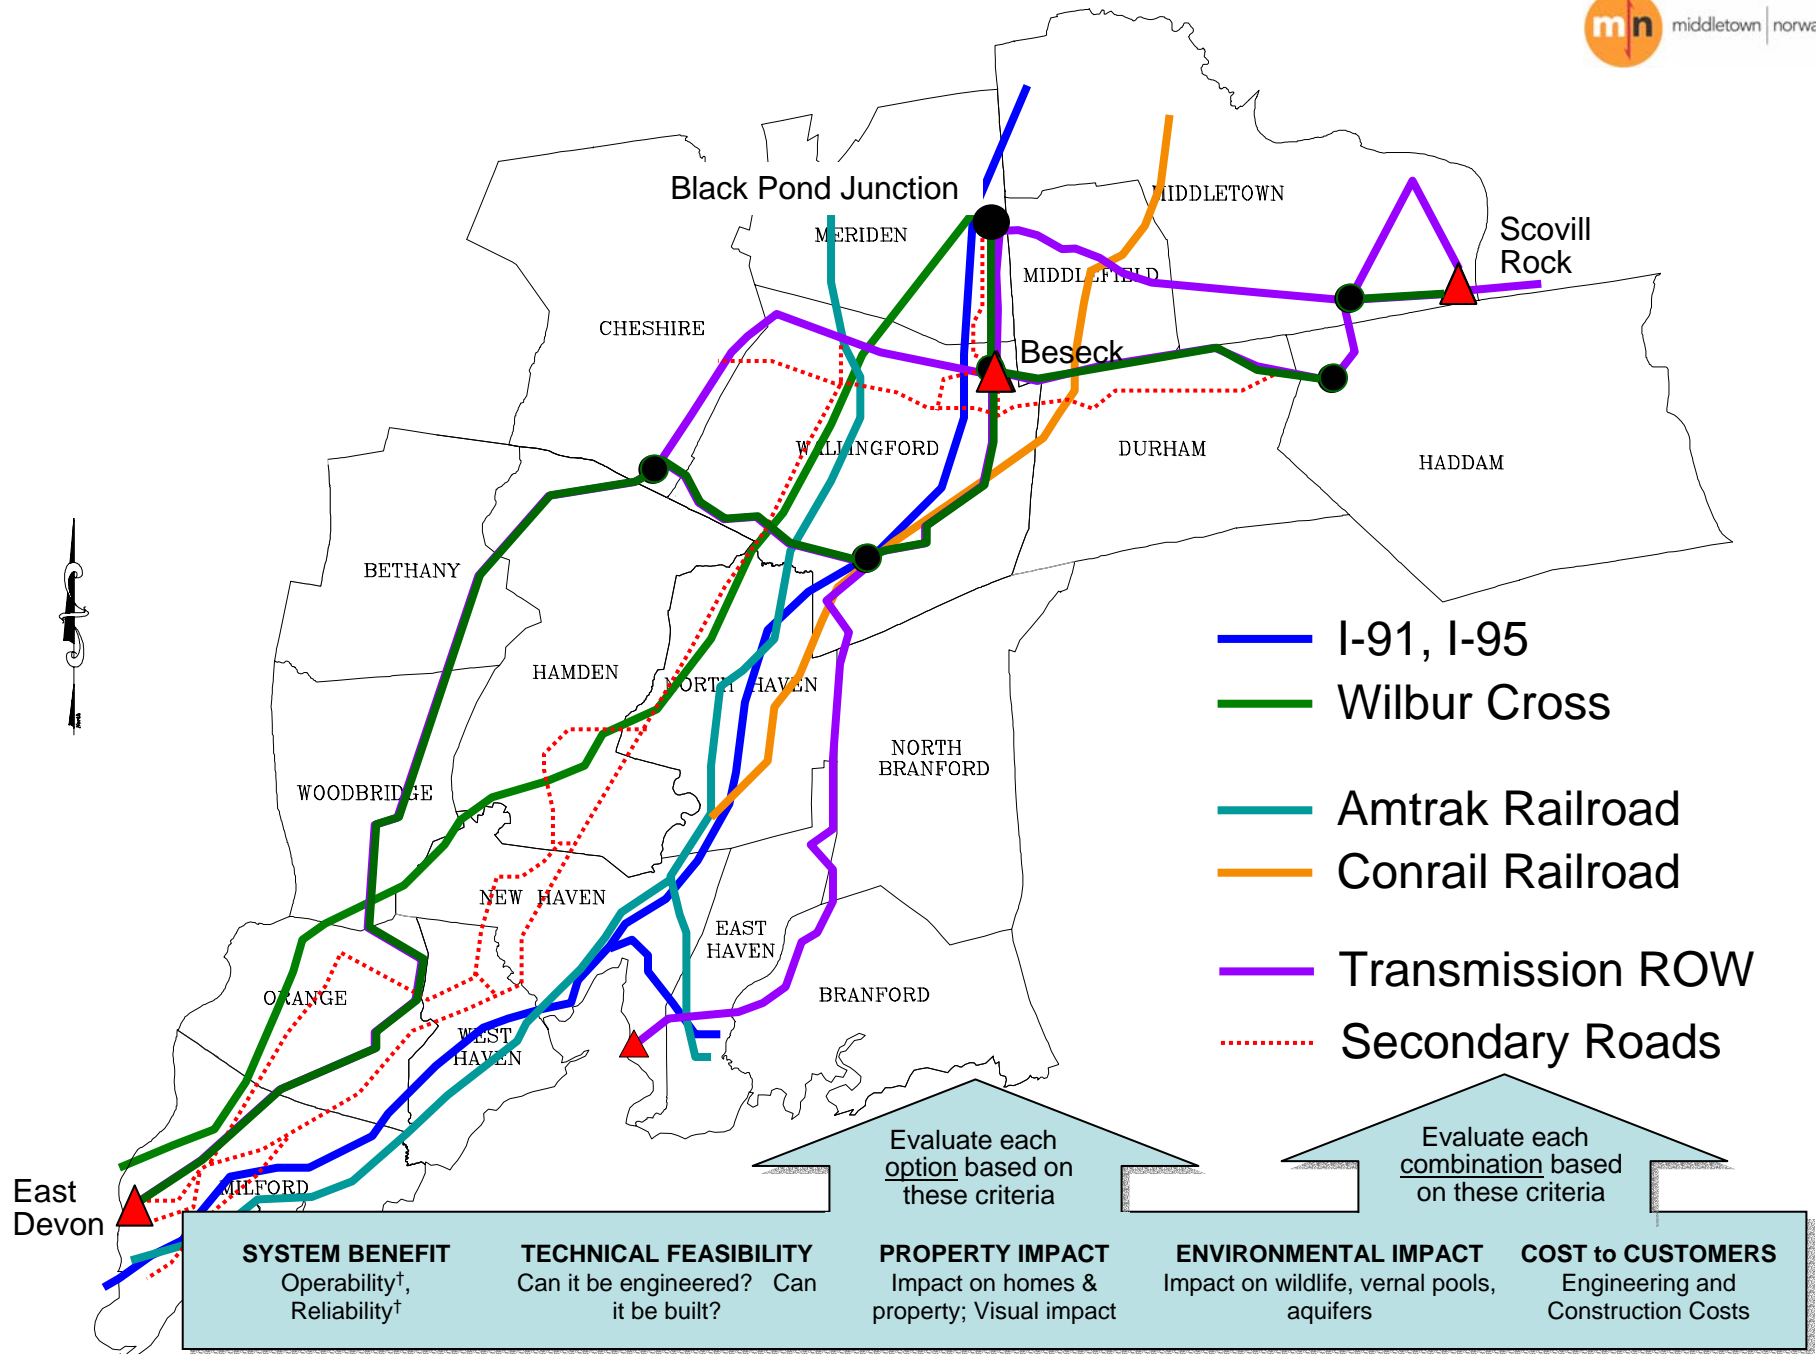 mn middletown | norwa
Black Pond Junction
MERIDEN
MIDDLETOWN
Scovill
Rock
MIDDLEFIELD
CHESHIRE
Beseck
WALLINGFORD
DURHAM
HADDAM
BETHANY
HAMDEN
NORTH HAVEN
NORTH
BRANFORD
WOODBRIDGE
NEW HAVEN
EAST
HAVEN
BRANFORD
ORANGE
WEST
HAVEN
MILFORD
East
Devon
North
I-91, I-95
Wilbur Cross
Amtrak Railroad
Conrail Railroad
Transmission ROW
Secondary Roads
Evaluate each
option based on
these criteria
Evaluate each
combination based
on these criteria
SYSTEM BENEFIT
Operability†,
Reliability†
TECHNICAL FEASIBILITY
Can it be engineered? Can
it be built?
PROPERTY IMPACT
Impact on homes &
property; Visual impact
ENVIRONMENTAL IMPACT
Impact on wildlife, vernal pools,
aquifers
COST to CUSTOMERS
Engineering and
Construction Costs